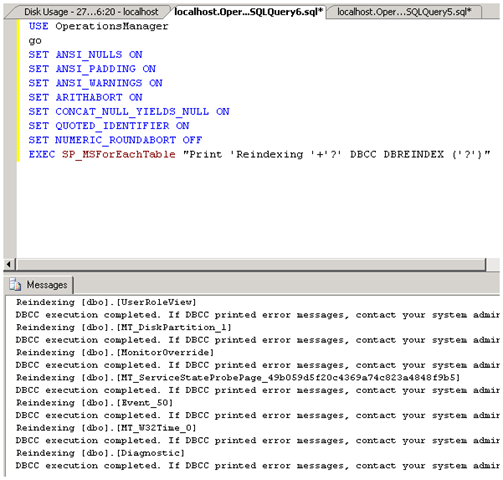 Disk Usage - 27...6:20 - localhost
localhost.Oper...SQLQuery6.sql*
localhost.Oper...SQLQuery5.sql*
USE OperationsManager
go
SET ANSI_NULLS ON
SET ANSI_PADDING ON
SET ANSI_WARNINGS ON
SET ARITHABORT ON
SET CONCAT_NULL_YIELDS_NULL ON
SET QUOTED_IDENTIFIER ON
SET NUMERIC_ROUNDABORT OFF
EXEC SP_MSForEachTable "Print 'Reindexing '+'?' DBCC DBREINDEX ('?')"
Messages
Reindexing [dbo].[UserRoleView]
DBCC execution completed. If DBCC printed error messages, contact your system admin
Reindexing [dbo].[MT_DiskPartition_1]
DBCC execution completed. If DBCC printed error messages, contact your system admin
Reindexing [dbo].[MonitorOverride]
DBCC execution completed. If DBCC printed error messages, contact your system admin
Reindexing [dbo].[MT_ServiceStateProbePage_49b059d5f20c4369a74c823a4848f9b5]
DBCC execution completed. If DBCC printed error messages, contact your system admin
Reindexing [dbo].[Event_50]
DBCC execution completed. If DBCC printed error messages, contact your system admin
Reindexing [dbo].[MT_W32Time_0]
DBCC execution completed. If DBCC printed error messages, contact your system admin
Reindexing [dbo].[Diagnostic]
DBCC execution completed. If DBCC printed error messages, contact your system admin